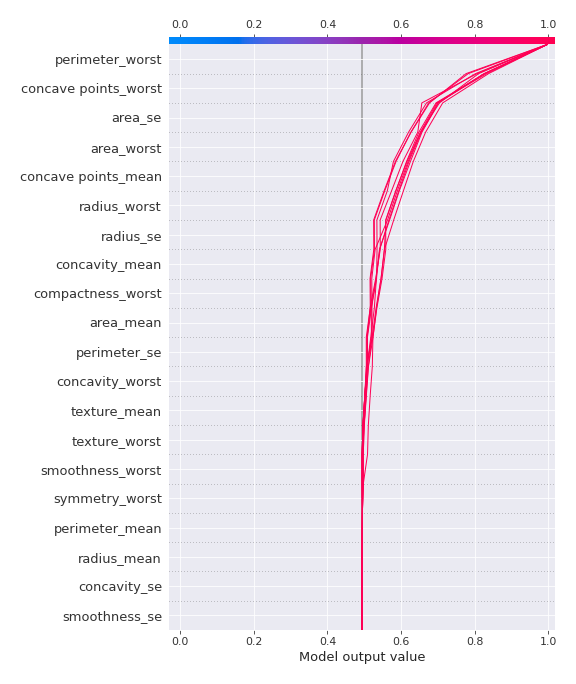 0.0 0.2 0.4 0.6 0.8 1.0
perimeter_worst
concave points_worst
area_se
area_worst
concave points_mean
radius_worst
radius_se
concavity_mean
compactness_worst
area_mean
perimeter_se
concavity_worst
texture_mean
texture_worst
smoothness_worst
symmetry_worst
perimeter_mean
radius_mean
concavity_se
smoothness_se
0.0 0.2 0.4 0.6 0.8 1.0
Model output value